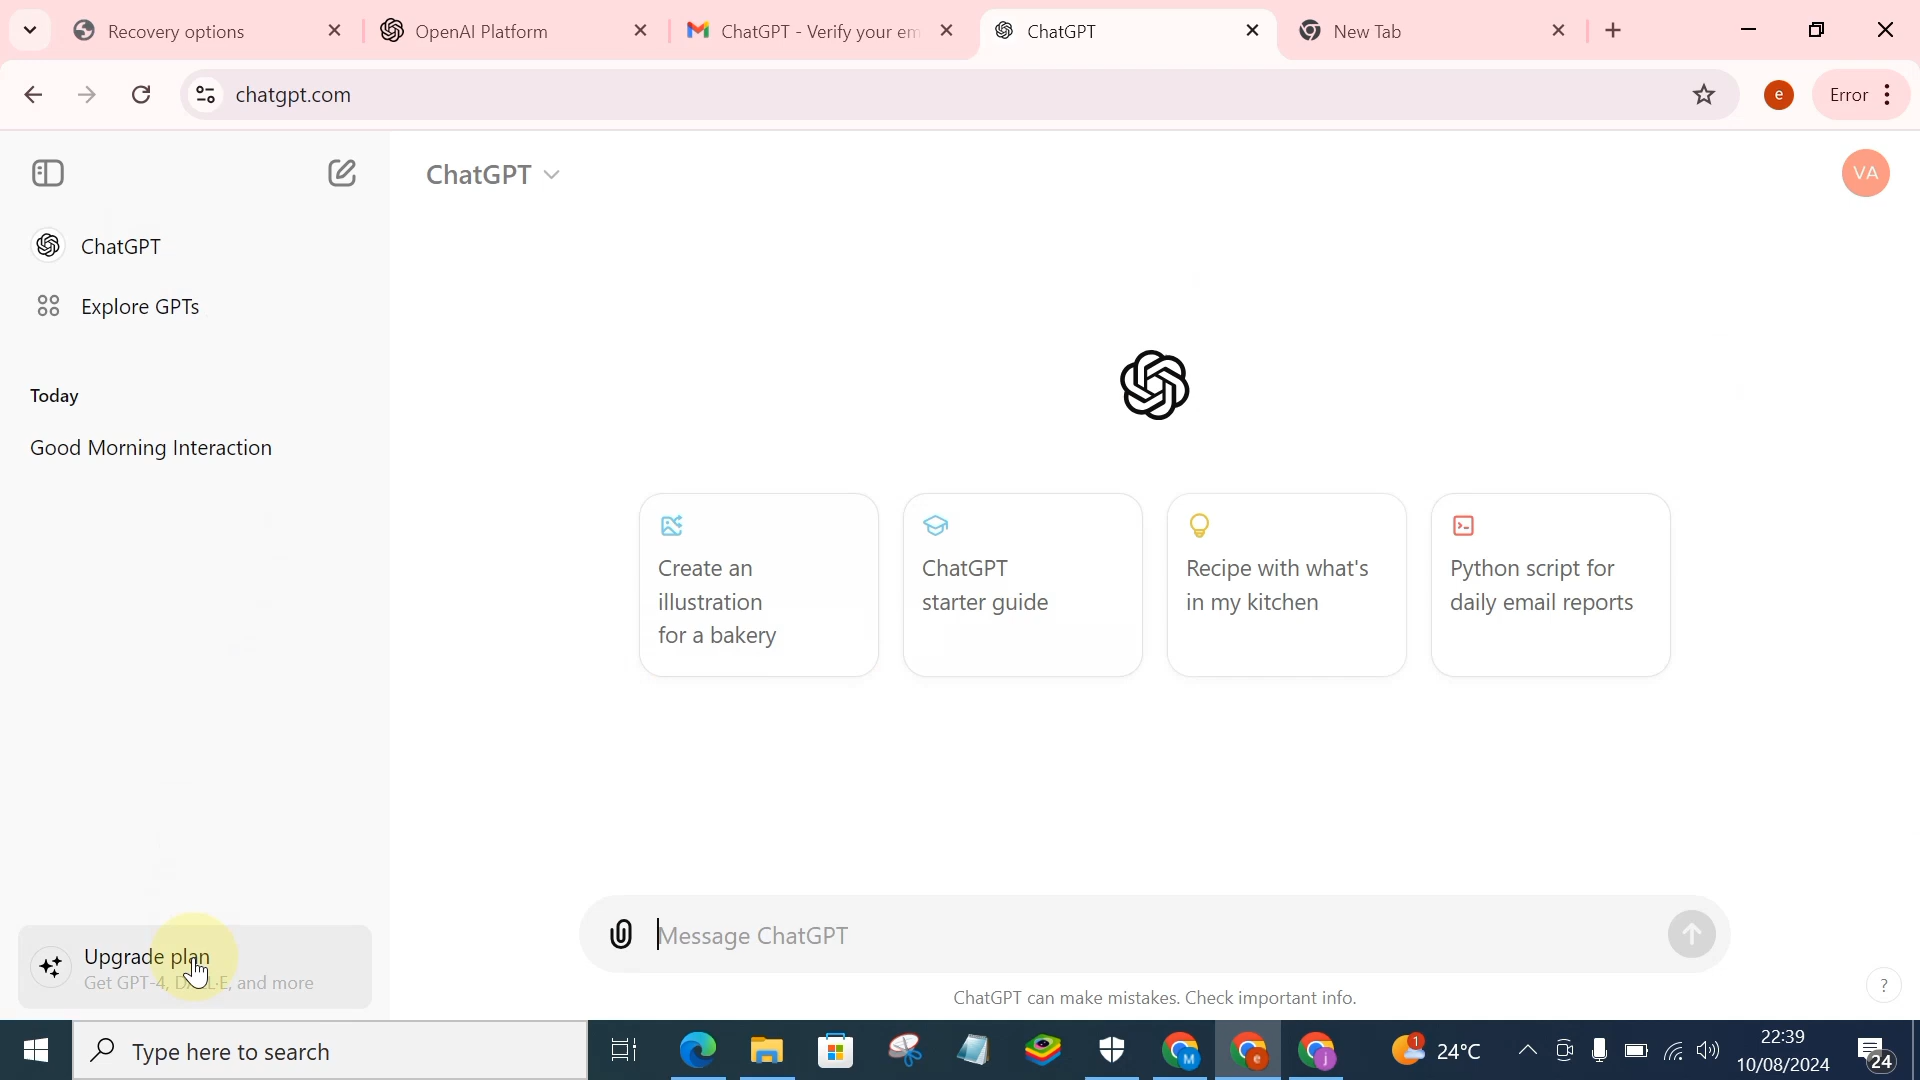 Recovery options
OpenAI Platform
ChatGPT - Verify your em
ChatGPT
New Tab
chatgpt.com
e
Error
ChatGPT
VA
ChatGPT
Explore GPTs
Today
Good Morning Interaction
Create an
illustration
for a bakery
ChatGPT
starter guide
Recipe with what's
in my kitchen
Python script for
daily email reports
Upgrade plan
Get GPT-4, DALL·E, and more
Message ChatGPT
ChatGPT can make mistakes. Check important info.
?
Type here to search
M
e
j
1
24°C
22:39
10/08/2024
24